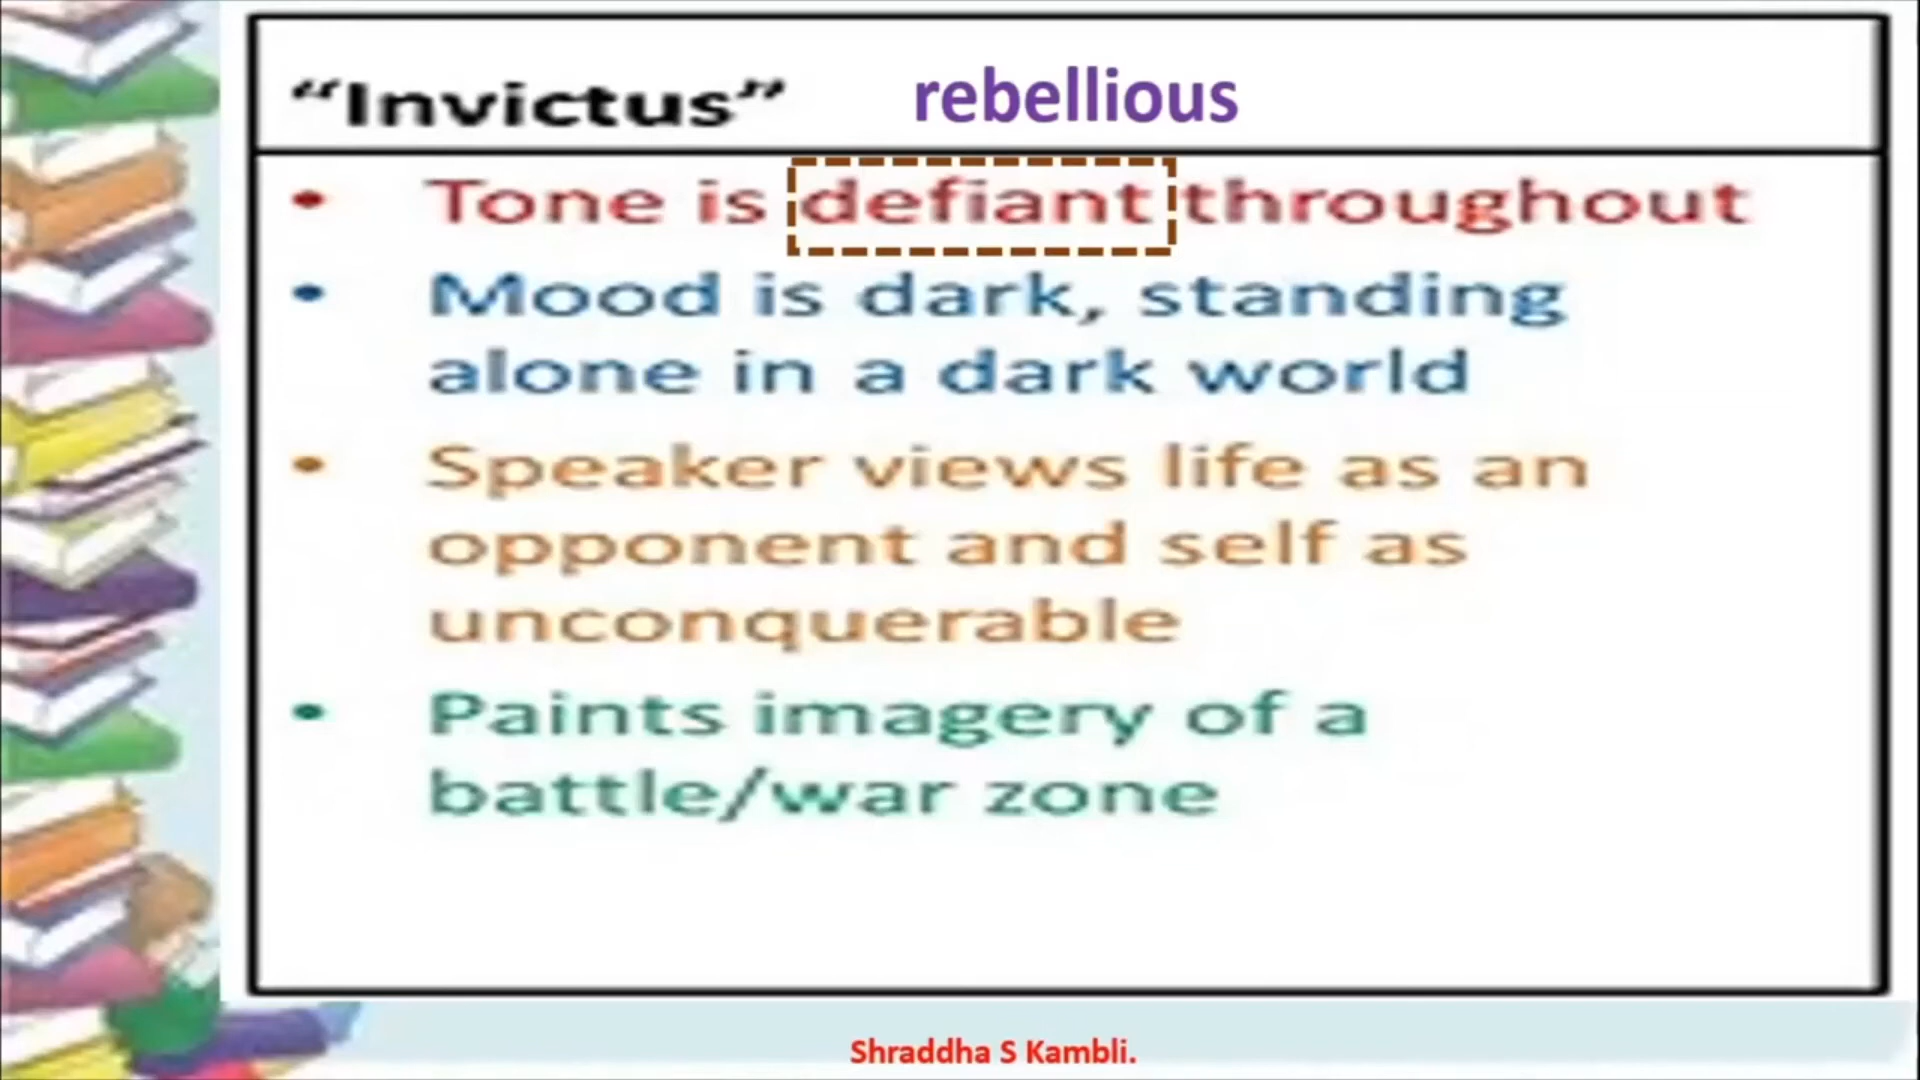 “Invictus” rebellious
• Tone is defiant throughout
• Mood is dark, standing
alone in a dark world
• Speaker views life as an
opponent and self as
unconquerable
• Paints imagery of a
battle/war zone
Shraddha S Kambli.